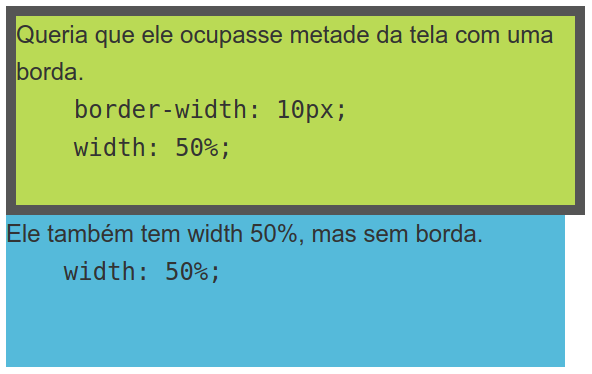 Queria que ele ocupasse metade da tela com uma
borda.
border-width: 10px;
width: 50%;
Ele também tem width 50%, mas sem borda.
width: 50%;